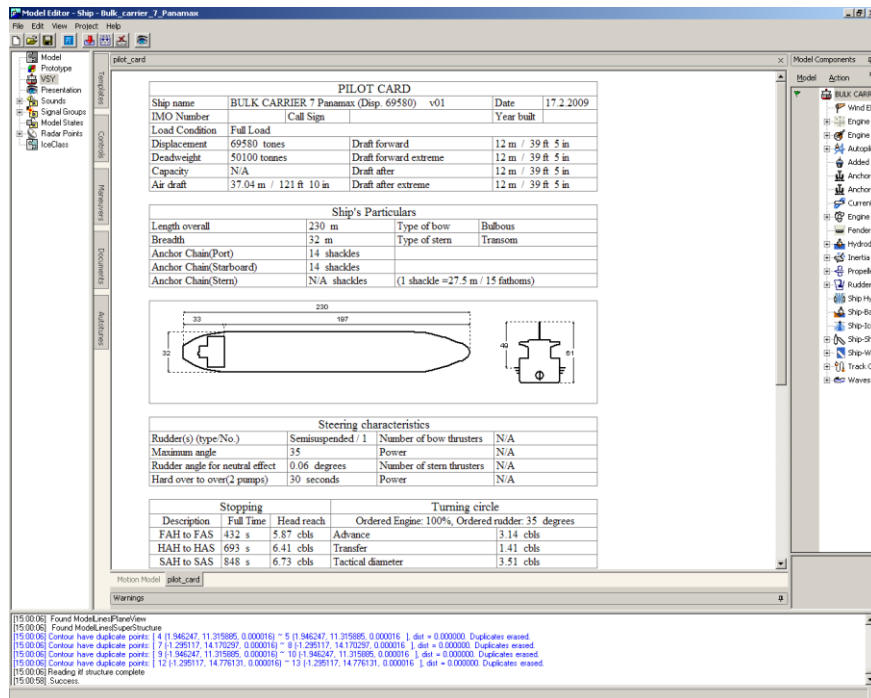 Model Editor - Ship - Bulk_carrier_7_Panamax
File Edit View Project Help
Model
Prototype
VSY
Presentation
Sounds
Signal Groups
Model States
Radar Points
IceClass
Templates
Controls
Maneuvers
Documents
Autotunes
pilot_card
PILOT CARD
Ship name BULK CARRIER 7 Panamax (Disp. 69580) v01 Date 17.2.2009
IMO Number Call Sign Year built
Load Condition Full Load
Displacement 69580 tones Draft forward 12 m / 39 ft 5 in
Deadweight 50100 tonnes Draft forward extreme 12 m / 39 ft 5 in
Capacity N/A Draft after 12 m / 39 ft 5 in
Air draft 37.04 m / 121 ft 10 in Draft after extreme 12 m / 39 ft 5 in
Ship's Particulars
Length overall 230 m Type of bow Bulbous
Breadth 32 m Type of stern Transom
Anchor Chain(Port) 14 shackles
Anchor Chain(Starboard) 14 shackles
Anchor Chain(Stern) N/A shackles (1 shackle =27.5 m / 15 fathoms)
230
33 197
32
49 61
Steering characteristics
Rudder(s) (type/No.) Semisuspended / 1 Number of bow thrusters N/A
Maximum angle 35 Power N/A
Rudder angle for neutral effect 0.06 degrees Number of stern thrusters N/A
Hard over to over(2 pumps) 30 seconds Power N/A
Stopping Turning circle
Description Full Time Head reach Ordered Engine: 100%, Ordered rudder: 35 degrees
FAH to FAS 432 s 5.87 cbls Advance 3.14 cbls
HAH to HAS 693 s 6.41 cbls Transfer 1.41 cbls
SAH to SAS 848 s 6.73 cbls Tactical diameter 3.51 cbls
Motion Model pilot_card
Warnings
Model Components
Model Action
BULK CARR
Wind E
Engine
Engine
Autopil
Added
Anchor
Anchor
Current
Engine
Fender
Hydrod
Inertia
Propelle
Rudder
Ship Hy
Ship-Ba
Ship-Ic
Ship-Sh
Ship-W
Track C
Waves
[15:00:06] Found ModelLines\PlaneView
[15:00:06] Found ModelLines\SuperStructure
[15:00:06] Contour have duplicate points: [ 4 (1.946247, 11.315885, 0.000016) ~ 5 (1.946247, 11.315885, 0.000016 ], dist = 0.000000. Duplicates erased.
[15:00:06] Contour have duplicate points: [ 7 (-1.295117, 14.170297, 0.000016) ~ 8 (-1.295117, 14.170297, 0.000016 ], dist = 0.000000. Duplicates erased.
[15:00:06] Contour have duplicate points: [ 9 (-1.295117, 14.170297, 0.000016) ~ 10 (-1.946247, 11.315885, 0.000016 ], dist = 0.000000. Duplicates erased.
[15:00:06] Contour have duplicate points: [ 12 (-1.295117, 14.776131, 0.000016) ~ 13 (-1.295117, 14.776131, 0.000016 ], dist = 0.000000. Duplicates erased.
[15:00:06] Reading itf structure complete
[15:00:58] Success.